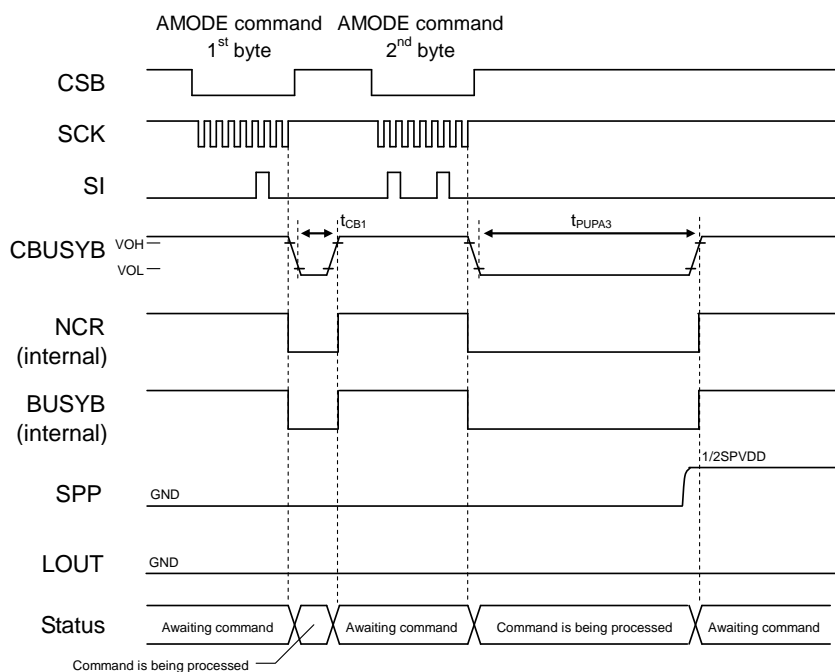 AMODE command
1st byte
AMODE command
2nd byte
CSB
SCK
SI
tCB1
tPUPA3
VOH
CBUSYB
VOL
NCR
(internal)
BUSYB
(internal)
1/2SPVDD
SPP
GND
LOUT
GND
Status
Awaiting command
Awaiting command
Command is being processed
Awaiting command
Command is being processed